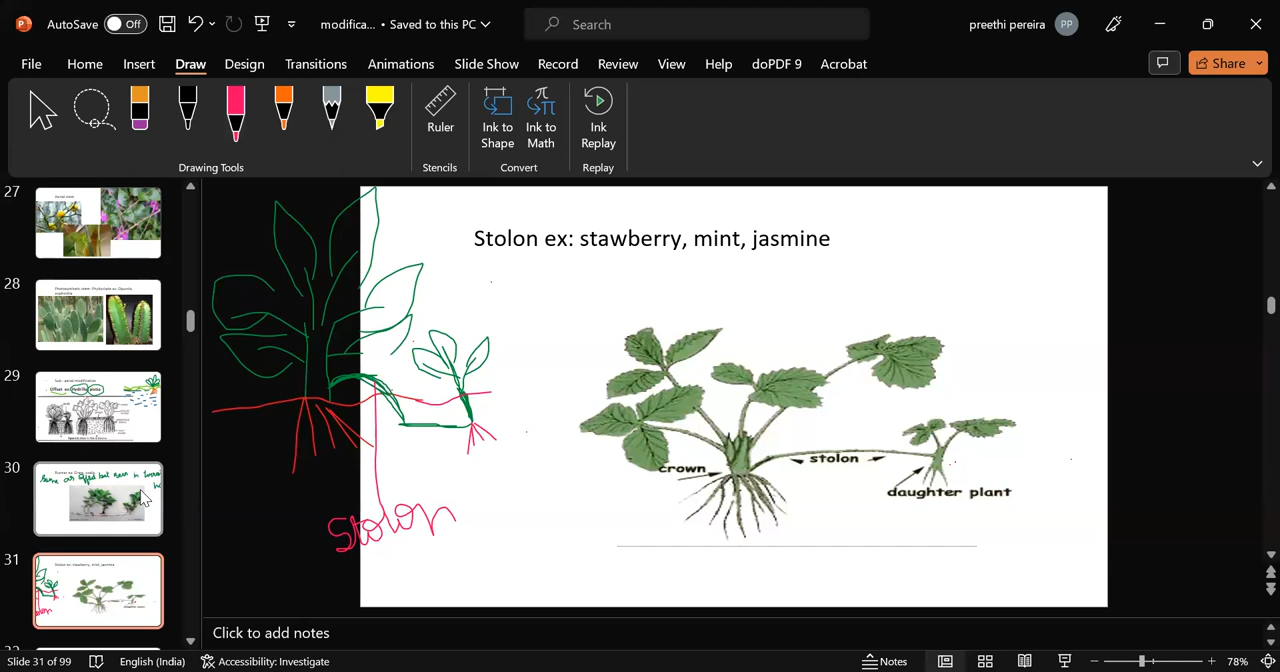 AutoSave Off modifica... • Saved to this PC Search preethi pereira PP
File Home Insert Draw Design Transitions Animations Slide Show Record Review View Help doPDF 9 Acrobat Share
Ruler Ink to Shape Ink to Math Ink Replay
Drawing Tools Stencils Convert Replay
27
28
29
30
31
Stolon ex: stawberry, mint, jasmine
crown
stolon
daughter plant
Stolon
Click to add notes
Slide 31 of 99 English (India) Accessibility: Investigate Notes 78%